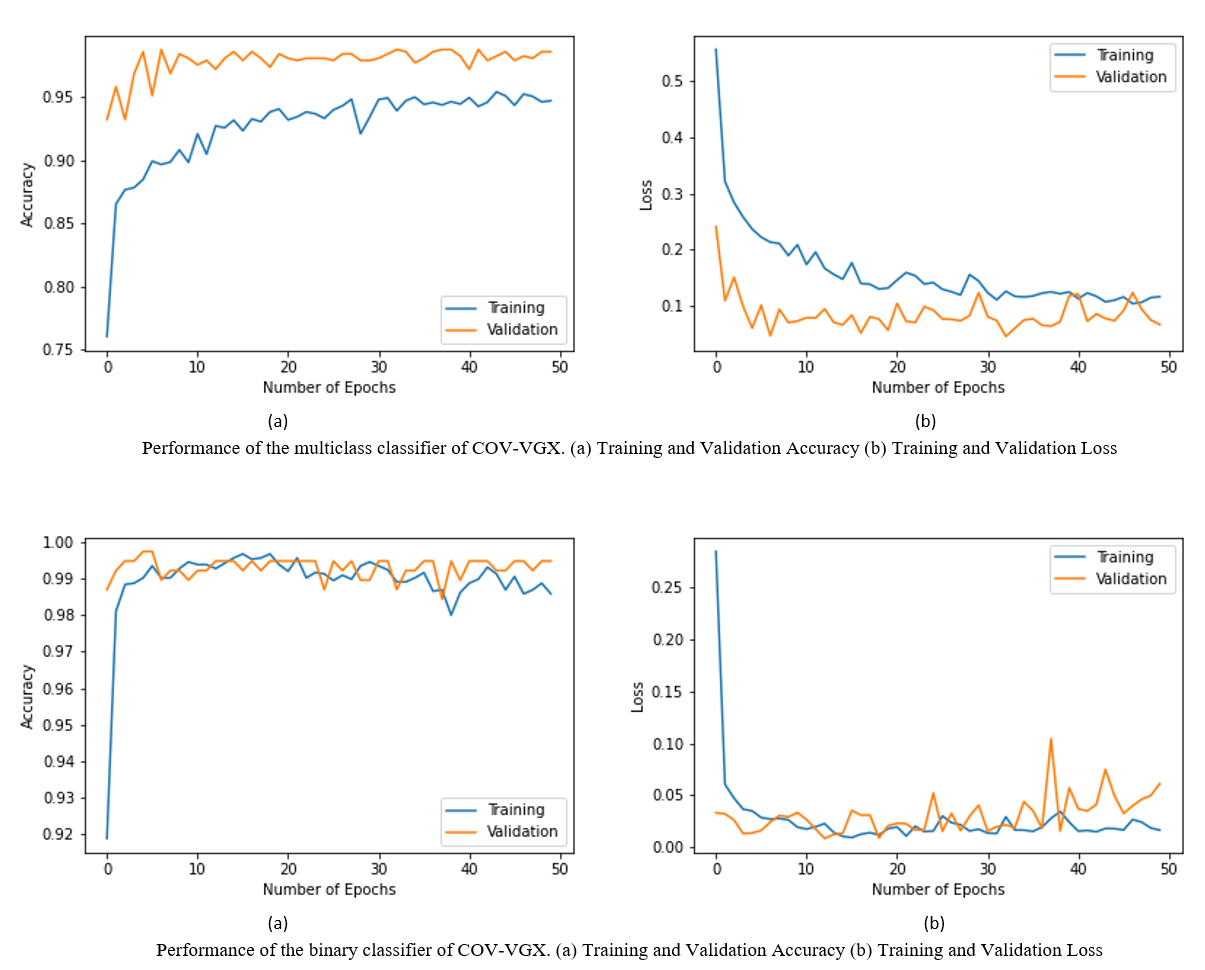 0.95
0.90
0.85
0.80
0.75
Accuracy
Training
Validation
0 10 20 30 40 50
Number of Epochs
(a)
0.5
0.4
0.3
0.2
0.1
Loss
Training
Validation
0 10 20 30 40 50
Number of Epochs
(b)
Performance of the multiclass classifier of COV-VGX. (a) Training and Validation Accuracy (b) Training and Validation Loss
1.00
0.99
0.98
0.97
0.96
0.95
0.94
0.93
0.92
Accuracy
Training
Validation
0 10 20 30 40 50
Number of Epochs
(a)
0.25
0.20
0.15
0.10
0.05
0.00
Loss
Training
Validation
0 10 20 30 40 50
Number of Epochs
(b)
Performance of the binary classifier of COV-VGX. (a) Training and Validation Accuracy (b) Training and Validation Loss